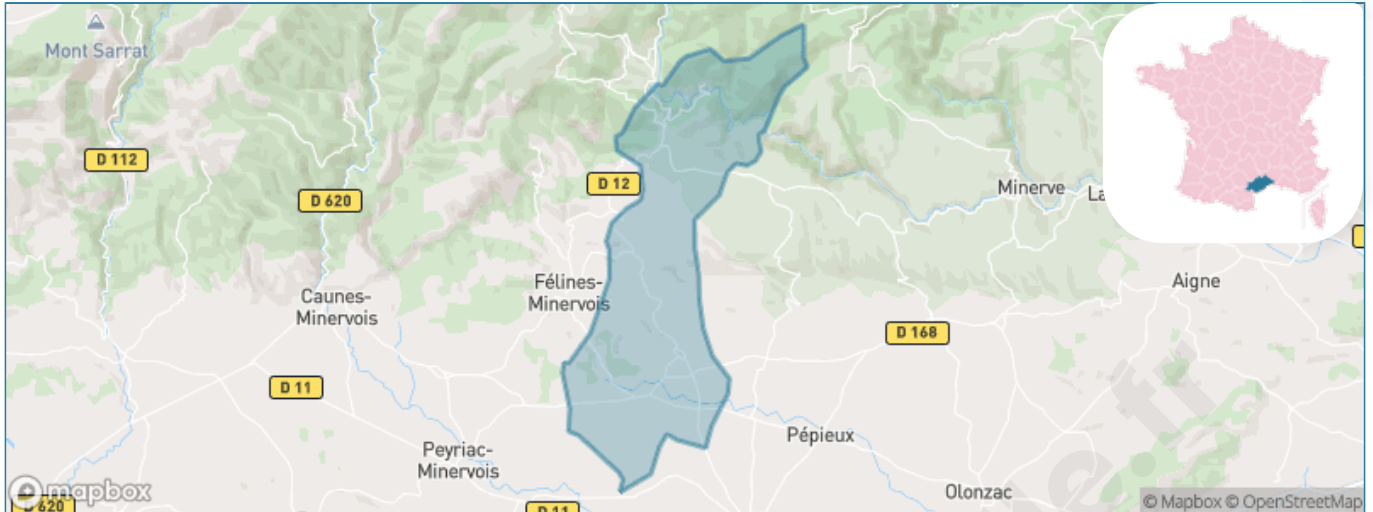 Mont Sarrat
D 112
D 12
D 620
Minerve
La
Félines-
Minervois
Aigne
Caunes-
Minervois
D 168
D 11
Pépieux
Peyriac-
Minervois
Olonzac
mapbox
D 620
D 11
© Mapbox © OpenStreetMap